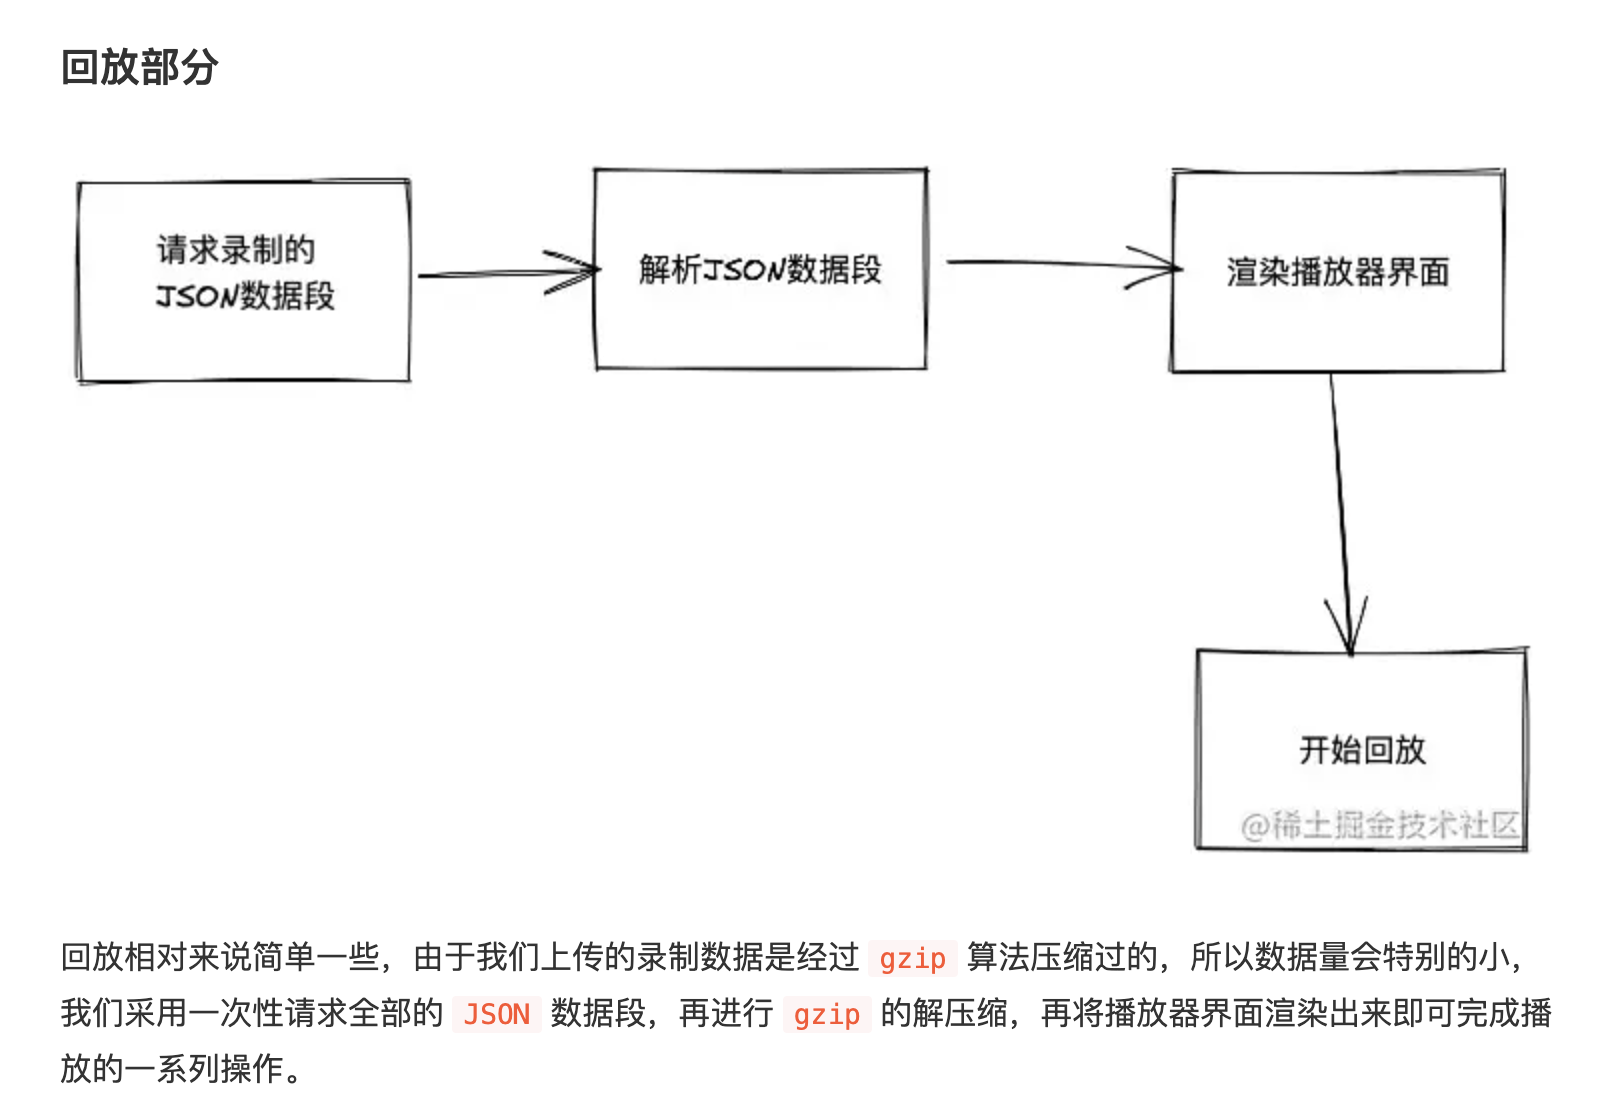 回放部分
请求录制的
JSON数据段
解析JSON数据段
渲染播放器界面
开始回放
@稀土掘金技术社区
回放相对来说简单一些，由于我们上传的录制数据是经过 gzip 算法压缩过的，所以数据量会特别的小，
我们采用一次性请求全部的 JSON 数据段，再进行 gzip 的解压缩，再将播放器界面渲染出来即可完成播
放的一系列操作。